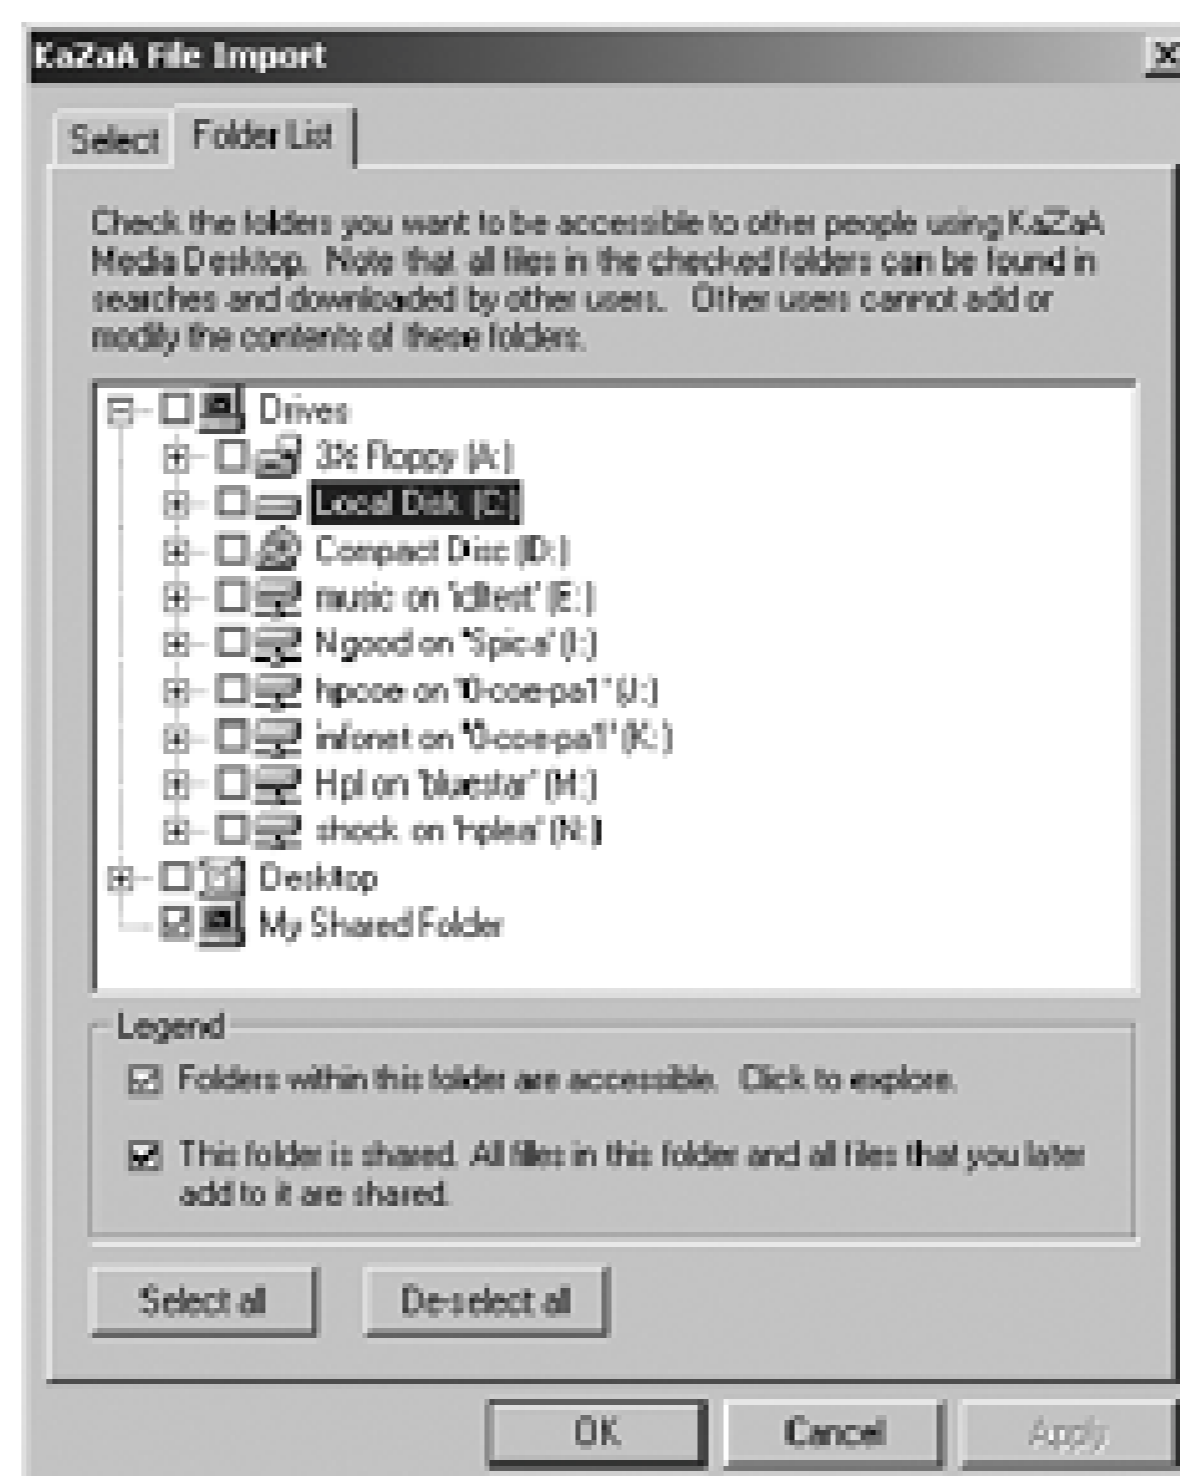 KaZaA File Import
Select
Folder List
Check the folders you want to be accessible to other people using KaZaA
Media Desktop. Note that all files in the checked folders can be found in
searches and downloaded by other users. Other users cannot add or
modify the contents of these folders.
Drives
3½ Floppy (A:)
Local Disk (C:)
Compact Disc (D:)
music on 'idltest' (E:)
Ngood on 'Spica' (I:)
hpcoe on '0-coe-pa1' (J:)
infonet on '0-coe-pa1' (K:)
Hpl on 'bluestar' (M:)
shock on 'hplea' (N:)
Desktop
My Shared Folder
Legend
Folders within this folder are accessible. Click to explore.
This folder is shared. All files in this folder and all files that you later
add to it are shared.
Select all
De-select all
OK
Cancel
Apply